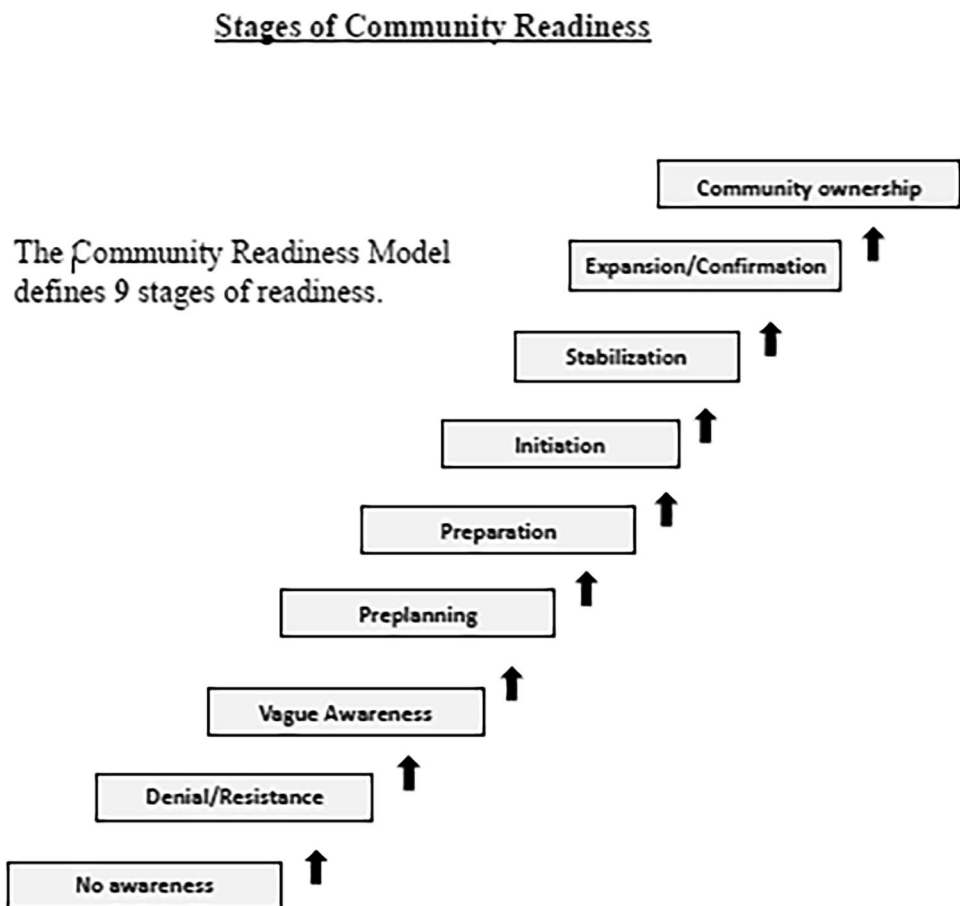 Stages of Community Readiness
Community ownership
The Community Readiness Model
defines 9 stages of readiness.
Expansion/Confirmation
Stabilization
Initiation
Preparation
Preplanning
Vague Awareness
Denial/Resistance
No awareness